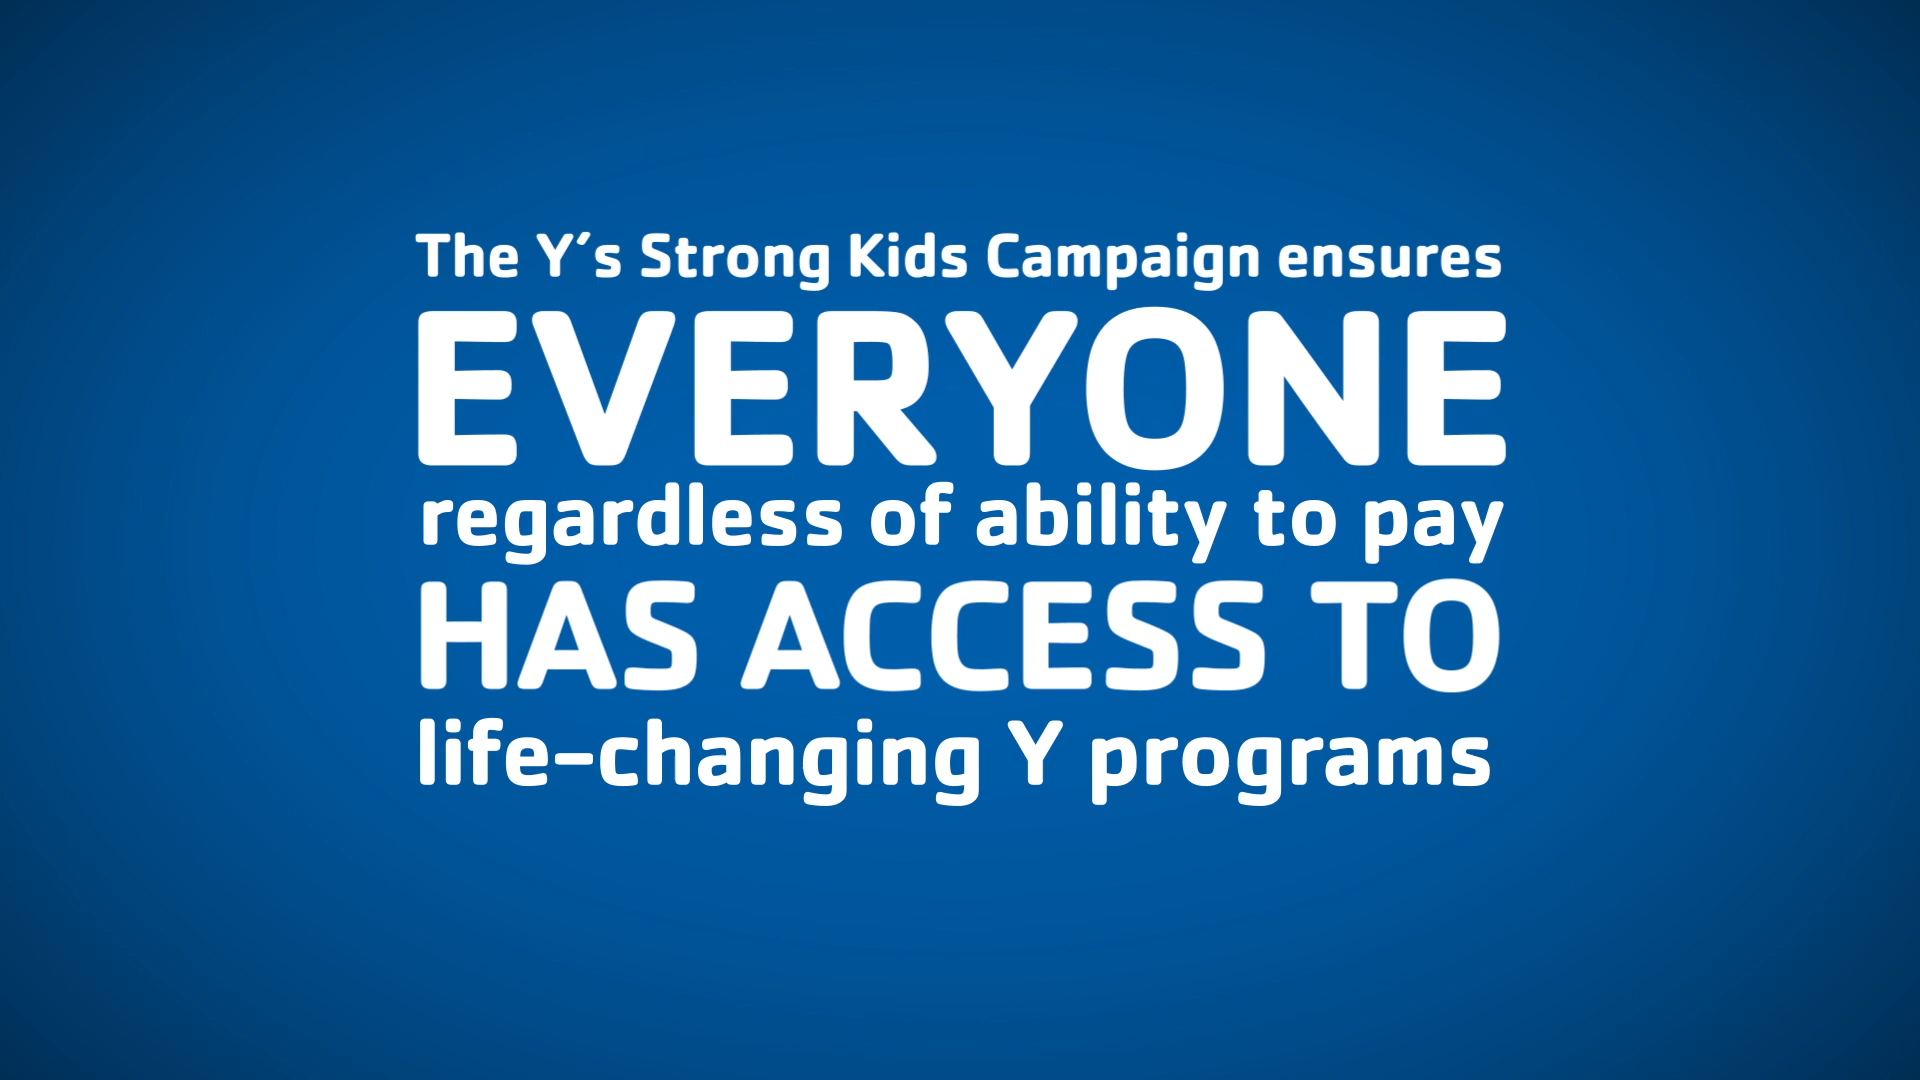 The Y's Strong Kids Campaign ensures
EVERYONE
regardless of ability to pay
HAS ACCESS TO
life-changing Y programs